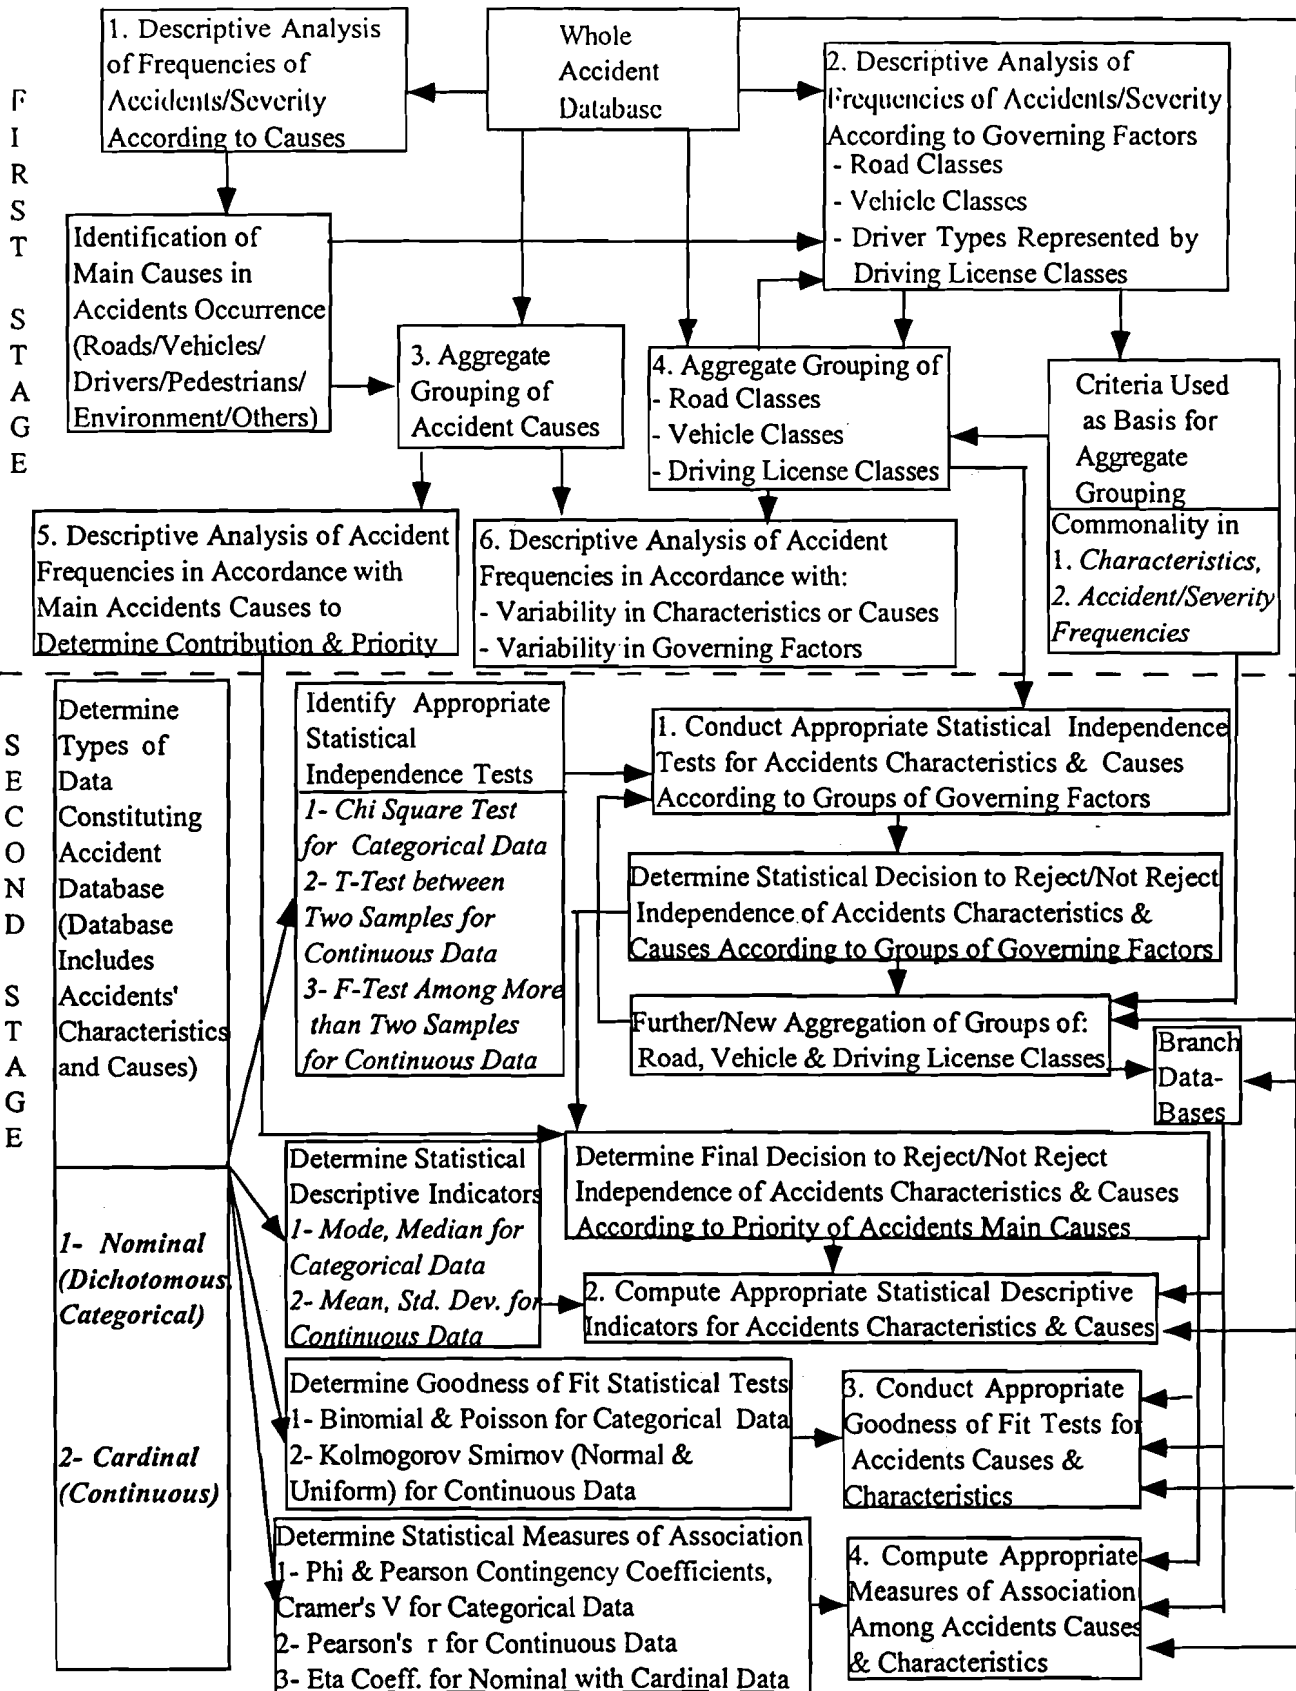 FIRST STAGE
1. Descriptive Analysis
of Frequencies of
Accidents/Severity
According to Causes
Whole
Accident
Database
2. Descriptive Analysis of
Frequencies of Accidents/Severity
According to Governing Factors
- Road Classes
- Vehicle Classes
- Driver Types Represented by
Driving License Classes
Identification of
Main Causes in
Accidents Occurrence
(Roads/Vehicles/
Drivers/Pedestrians/
Environment/Others)
3. Aggregate
Grouping of
Accident Causes
4. Aggregate Grouping of
- Road Classes
- Vehicle Classes
- Driving License Classes
Criteria Used
as Basis for
Aggregate
Grouping
Commonality in
1. Characteristics,
2. Accident/Severity
Frequencies
5. Descriptive Analysis of Accident
Frequencies in Accordance with
Main Accidents Causes to
Determine Contribution & Priority
6. Descriptive Analysis of Accident
Frequencies in Accordance with:
- Variability in Characteristics or Causes
- Variability in Governing Factors
SECOND STAGE
Determine
Types of
Data
Constituting
Accident
Database
(Database
Includes
Accidents'
Characteristics
and Causes)
1- Nominal
(Dichotomous
Categorical)
2- Cardinal
(Continuous)
Identify Appropriate
Statistical
Independence Tests
1- Chi Square Test
for Categorical Data
2- T-Test between
Two Samples for
Continuous Data
3- F-Test Among More
than Two Samples
for Continuous Data
1. Conduct Appropriate Statistical Independence
Tests for Accidents Characteristics & Causes
According to Groups of Governing Factors
Determine Statistical Decision to Reject/Not Reject
Independence of Accidents Characteristics &
Causes According to Groups of Governing Factors
Further/New Aggregation of Groups of:
Road, Vehicle & Driving License Classes
Branch
Data-
Bases
Determine Statistical
Descriptive Indicators
1- Mode, Median for
Categorical Data
2- Mean, Std. Dev. for
Continuous Data
Determine Final Decision to Reject/Not Reject
Independence of Accidents Characteristics & Causes
According to Priority of Accidents Main Causes
2. Compute Appropriate Statistical Descriptive
Indicators for Accidents Characteristics & Causes
Determine Goodness of Fit Statistical Tests
1- Binomial & Poisson for Categorical Data
2- Kolmogorov Smirnov (Normal &
Uniform) for Continuous Data
3. Conduct Appropriate
Goodness of Fit Tests for
Accidents Causes &
Characteristics
Determine Statistical Measures of Association
1- Phi & Pearson Contingency Coefficients,
Cramer's V for Categorical Data
2- Pearson's r for Continuous Data
3- Eta Coeff. for Nominal with Cardinal Data
4. Compute Appropriate
Measures of Association
Among Accidents Causes
& Characteristics